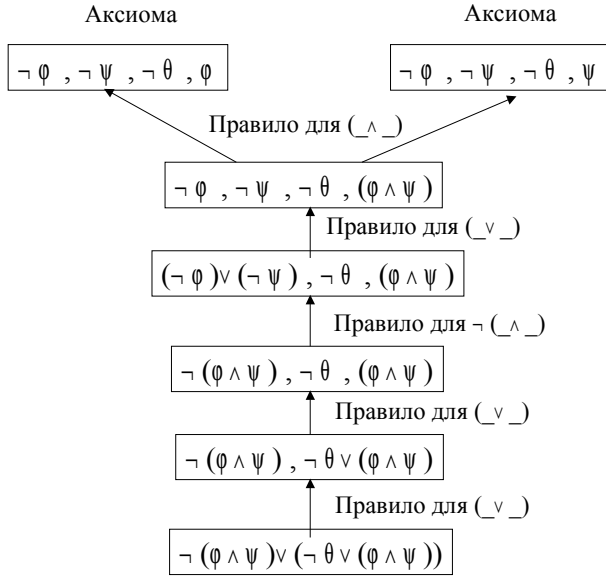 Аксиома Аксиома
¬ φ , ¬ ψ , ¬ θ , φ ¬ φ , ¬ ψ , ¬ θ , ψ
Правило для (_∧_)
¬ φ , ¬ ψ , ¬ θ , (φ ∧ ψ)
Правило для (_∨_)
(¬ φ)∨ (¬ ψ) , ¬ θ , (φ ∧ ψ)
Правило для ¬ (_∧_)
¬ (φ ∧ ψ) , ¬ θ , (φ ∧ ψ)
Правило для (_∨_)
¬ (φ ∧ ψ) , ¬ θ ∨ (φ ∧ ψ)
Правило для (_∨_)
¬ (φ ∧ ψ)∨ (¬ θ ∨ (φ ∧ ψ))